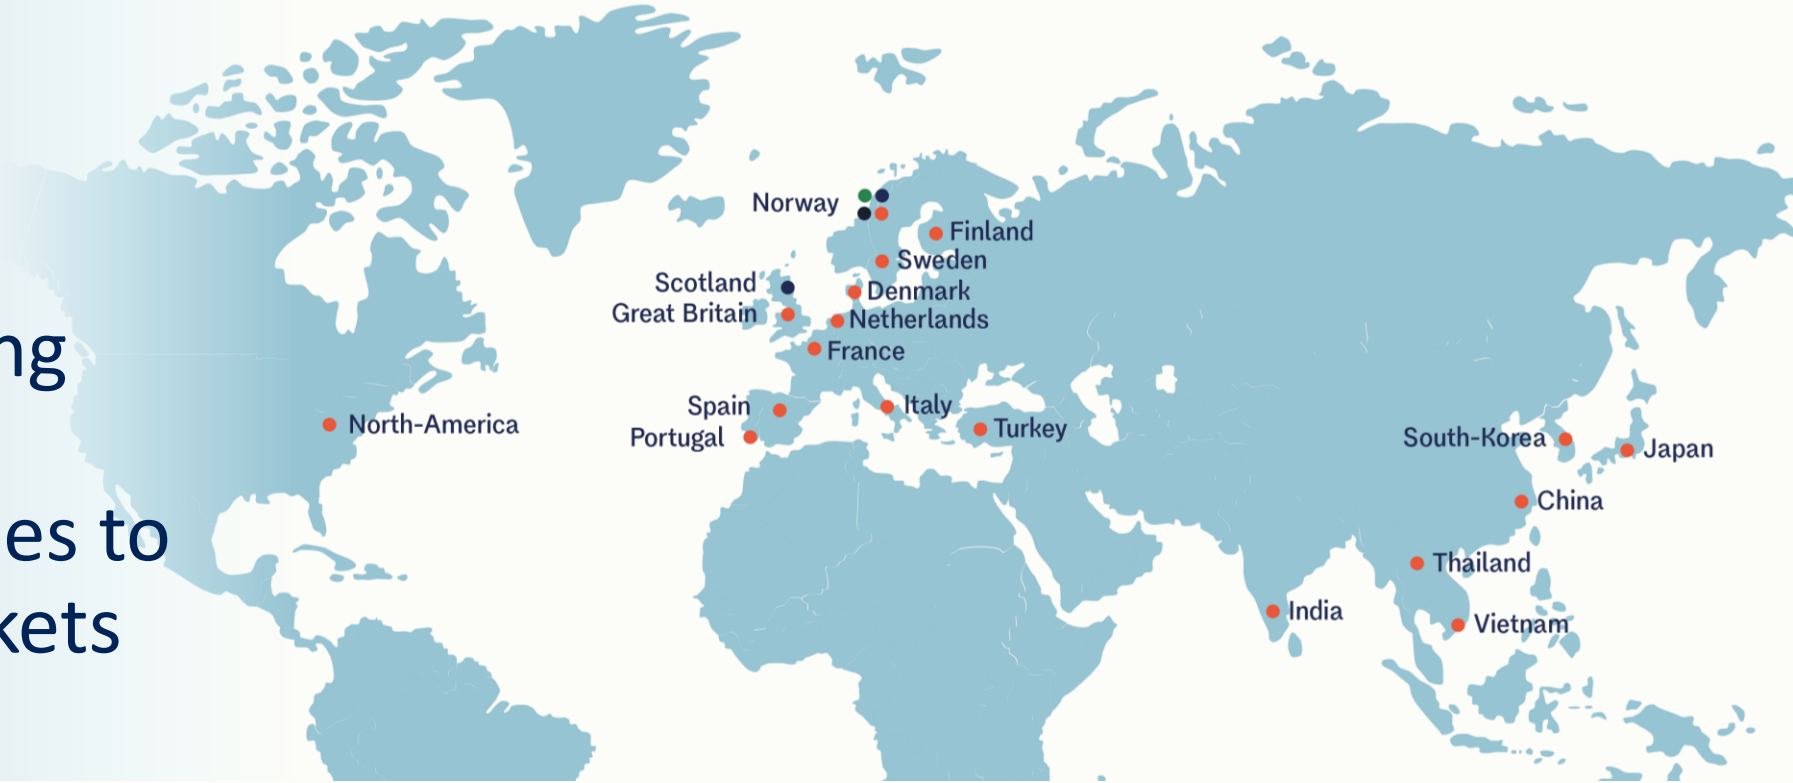 ng
es to
kets
Norway
Finland
Sweden
Scotland
Denmark
Great Britain
Netherlands
France
Spain
Italy
Portugal
Turkey
North-America
South-Korea
Japan
China
Thailand
India
Vietnam